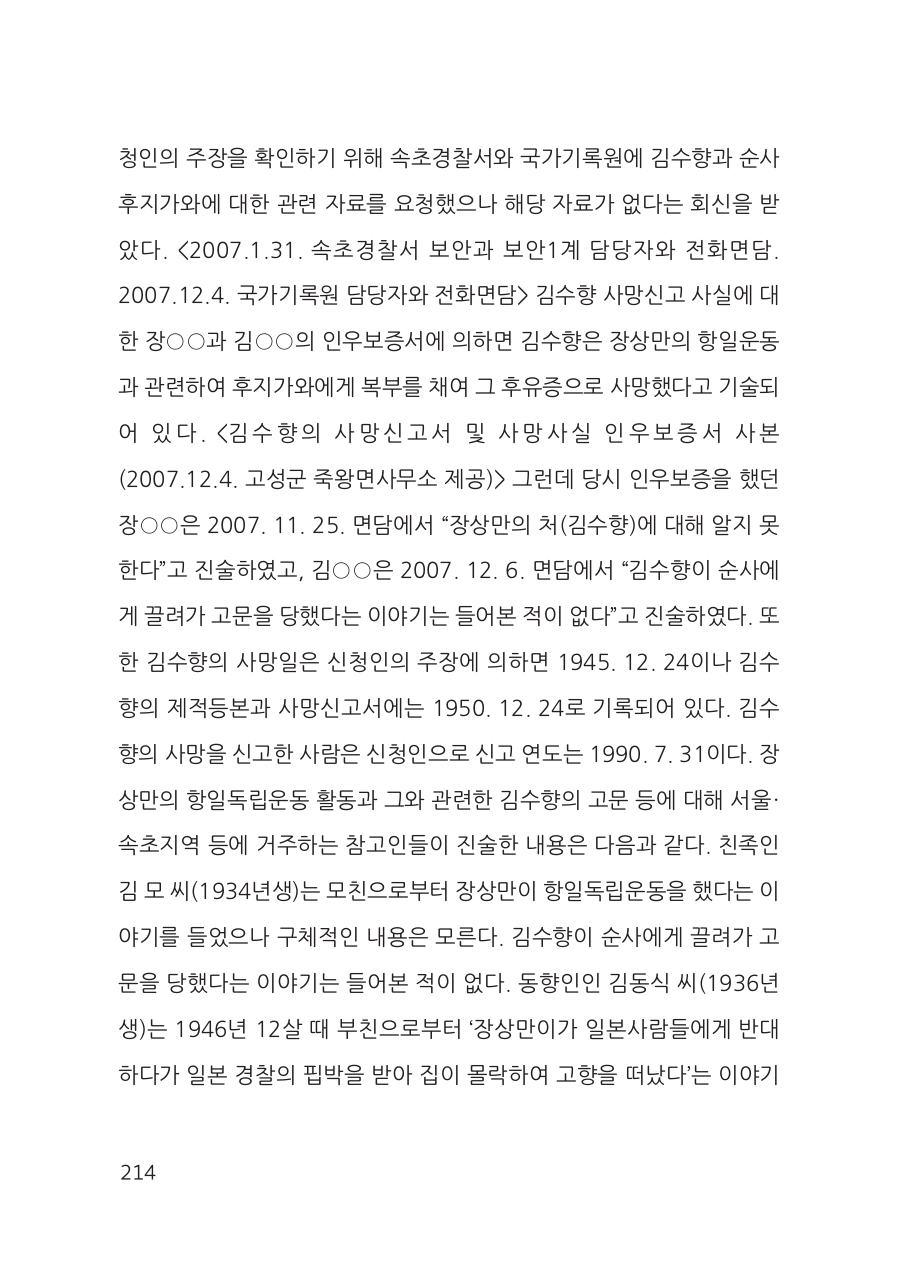 청인의 주장을 확인하기 위해 속초경찰서와 국가기록원에 김수향과 순사
후지가와에 대한 관련 자료를 요청했으나 해당 자료가 없다는 회신을 받
았다. <2007.1.31. 속초경찰서 보안과 보안1계 담당자와 전화면담.
2007.12.4. 국가기록원 담당자와 전화면담> 김수향 사망신고 사실에 대
한 장○○과 김○○의 인우보증서에 의하면 김수향은 장상만의 항일운동
과 관련하여 후지가와에게 복부를 채여 그 후유증으로 사망했다고 기술되
어 있다. <김수향의 사망신고서 및 사망사실 인우보증서 사본
(2007.12.4. 고성군 죽왕면사무소 제공)> 그런데 당시 인우보증을 했던
장○○은 2007. 11. 25. 면담에서 “장상만의 처(김수향)에 대해 알지 못
한다”고 진술하였고, 김○○은 2007. 12. 6. 면담에서 “김수향이 순사에
게 끌려가 고문을 당했다는 이야기는 들어본 적이 없다”고 진술하였다. 또
한 김수향의 사망일은 신청인의 주장에 의하면 1945. 12. 24이나 김수
향의 제적등본과 사망신고서에는 1950. 12. 24로 기록되어 있다. 김수
향의 사망을 신고한 사람은 신청인으로 신고 연도는 1990. 7. 31이다. 장
상만의 항일독립운동 활동과 그와 관련한 김수향의 고문 등에 대해 서울·
속초지역 등에 거주하는 참고인들이 진술한 내용은 다음과 같다. 친족인
김 모 씨(1934년생)는 모친으로부터 장상만이 항일독립운동을 했다는 이
야기를 들었으나 구체적인 내용은 모른다. 김수향이 순사에게 끌려가 고
문을 당했다는 이야기는 들어본 적이 없다. 동향인인 김동식 씨(1936년
생)는 1946년 12살 때 부친으로부터 ‘장상만이가 일본사람들에게 반대
하다가 일본 경찰의 핍박을 받아 집이 몰락하여 고향을 떠났다’는 이야기
214